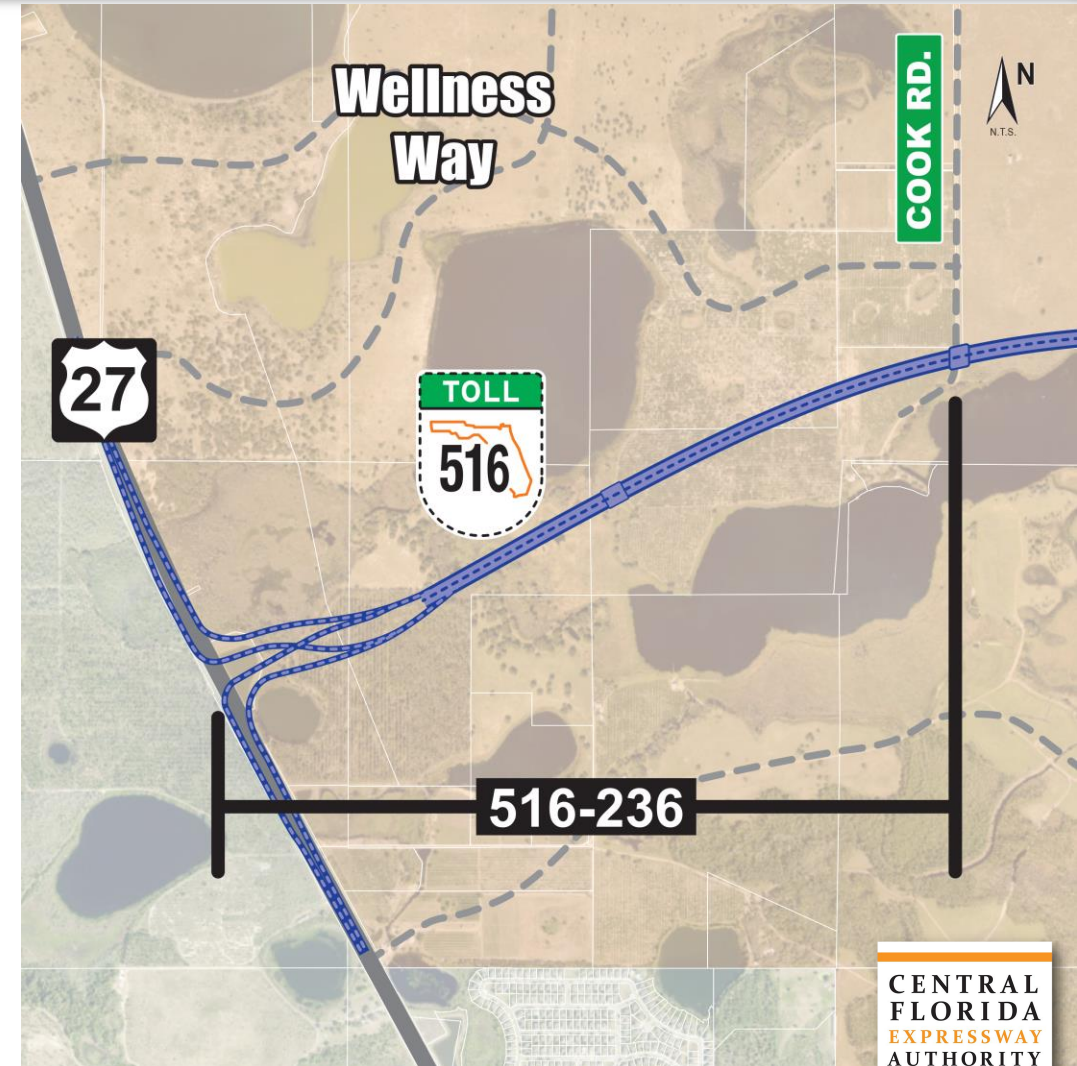 Wellness
Way
COOK RD.
N
N.T.S.
27
TOLL
516
516-236
CENTRAL
FLORIDA
EXPRESSWAY
AUTHORITY